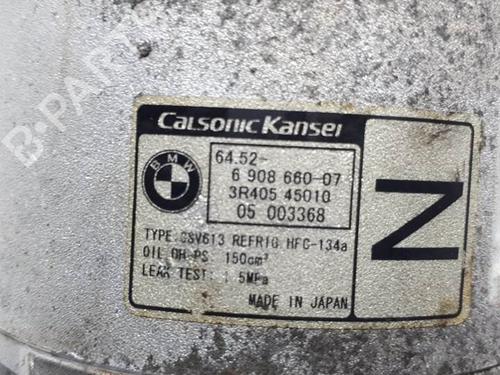 Calsonic Kansei
BMW
64.52-
6 908 660-07
3R405 45010
05 003368
TYPE: CSV613 REFRIG HFC-134a
OIL DH-PS: 150cm³
LEAK TEST: 1.5MPa
MADE IN JAPAN
N
B-PARTS